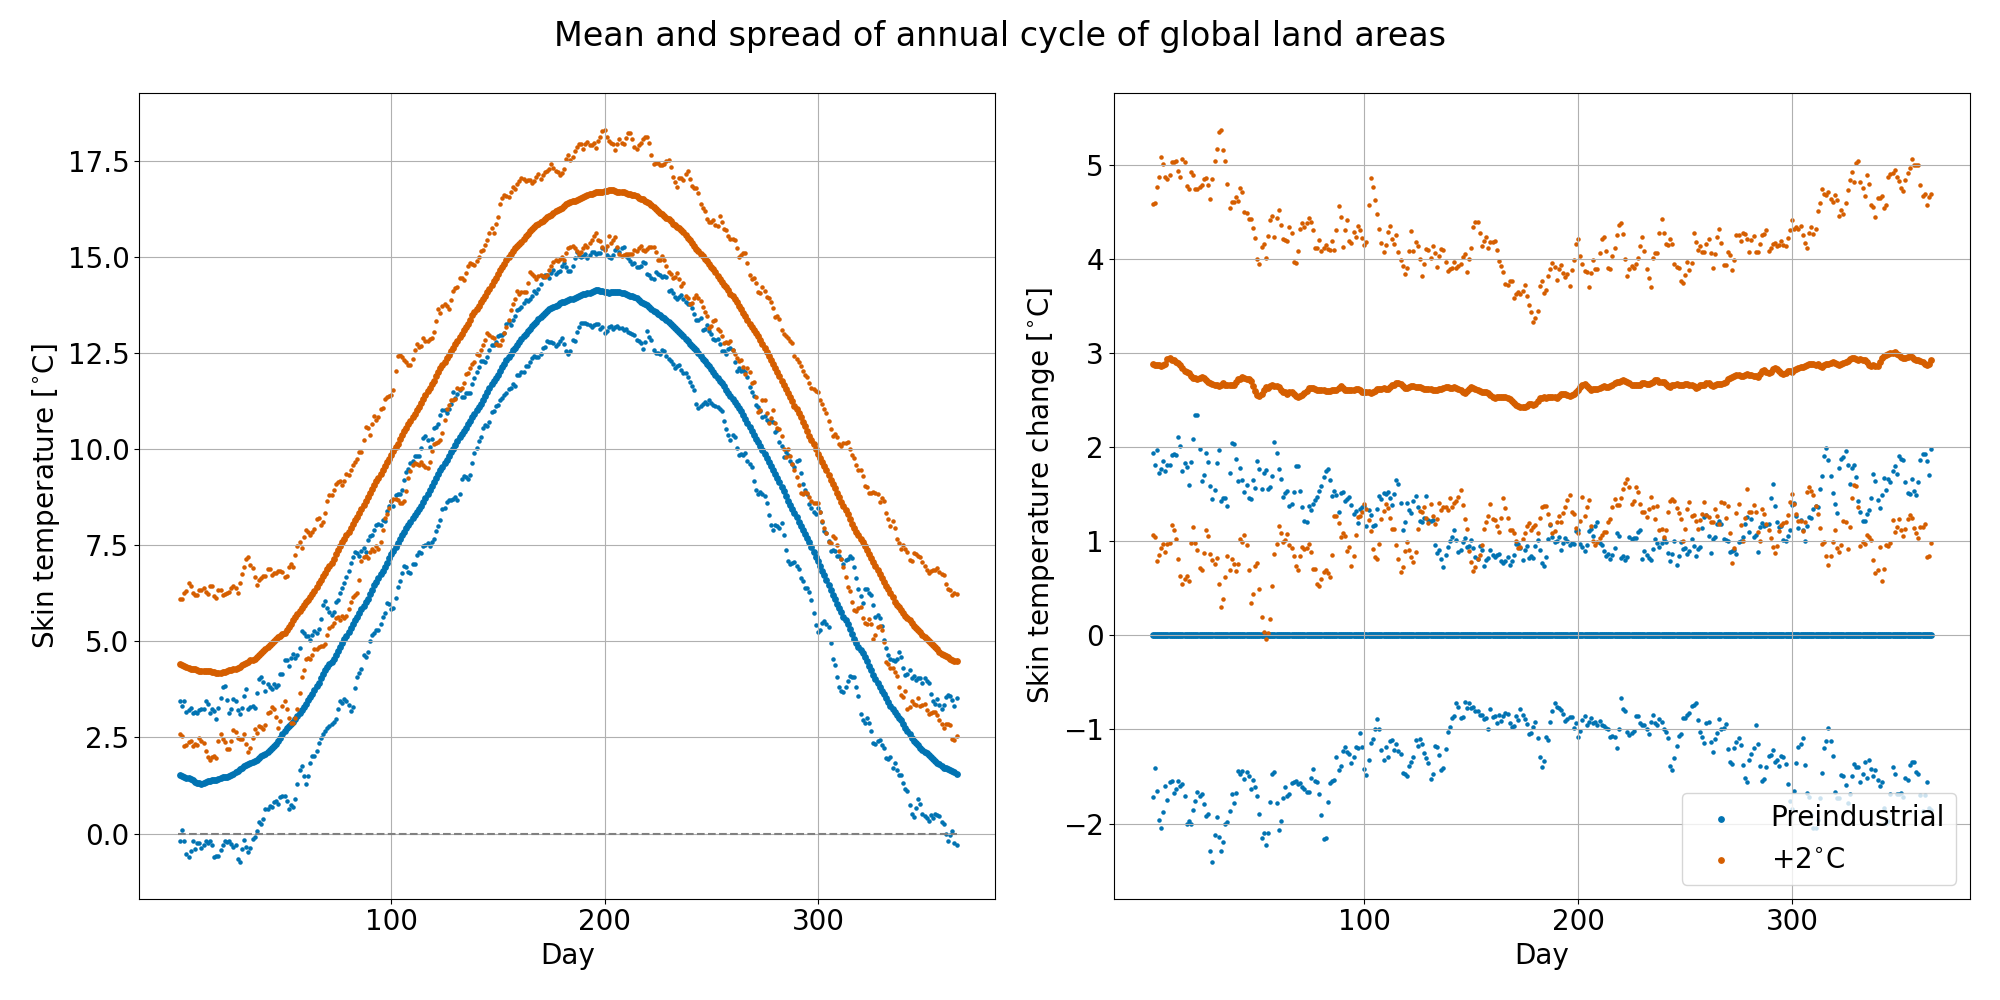 Mean and spread of annual cycle of global land areas
Skin temperature [°C]
17.5
15.0
12.5
10.0
7.5
5.0
2.5
0.0
100 200 300
Day
Skin temperature change [°C]
5
4
3
2
1
0
−1
−2
100 200 300
Day
Preindustrial
+2°C